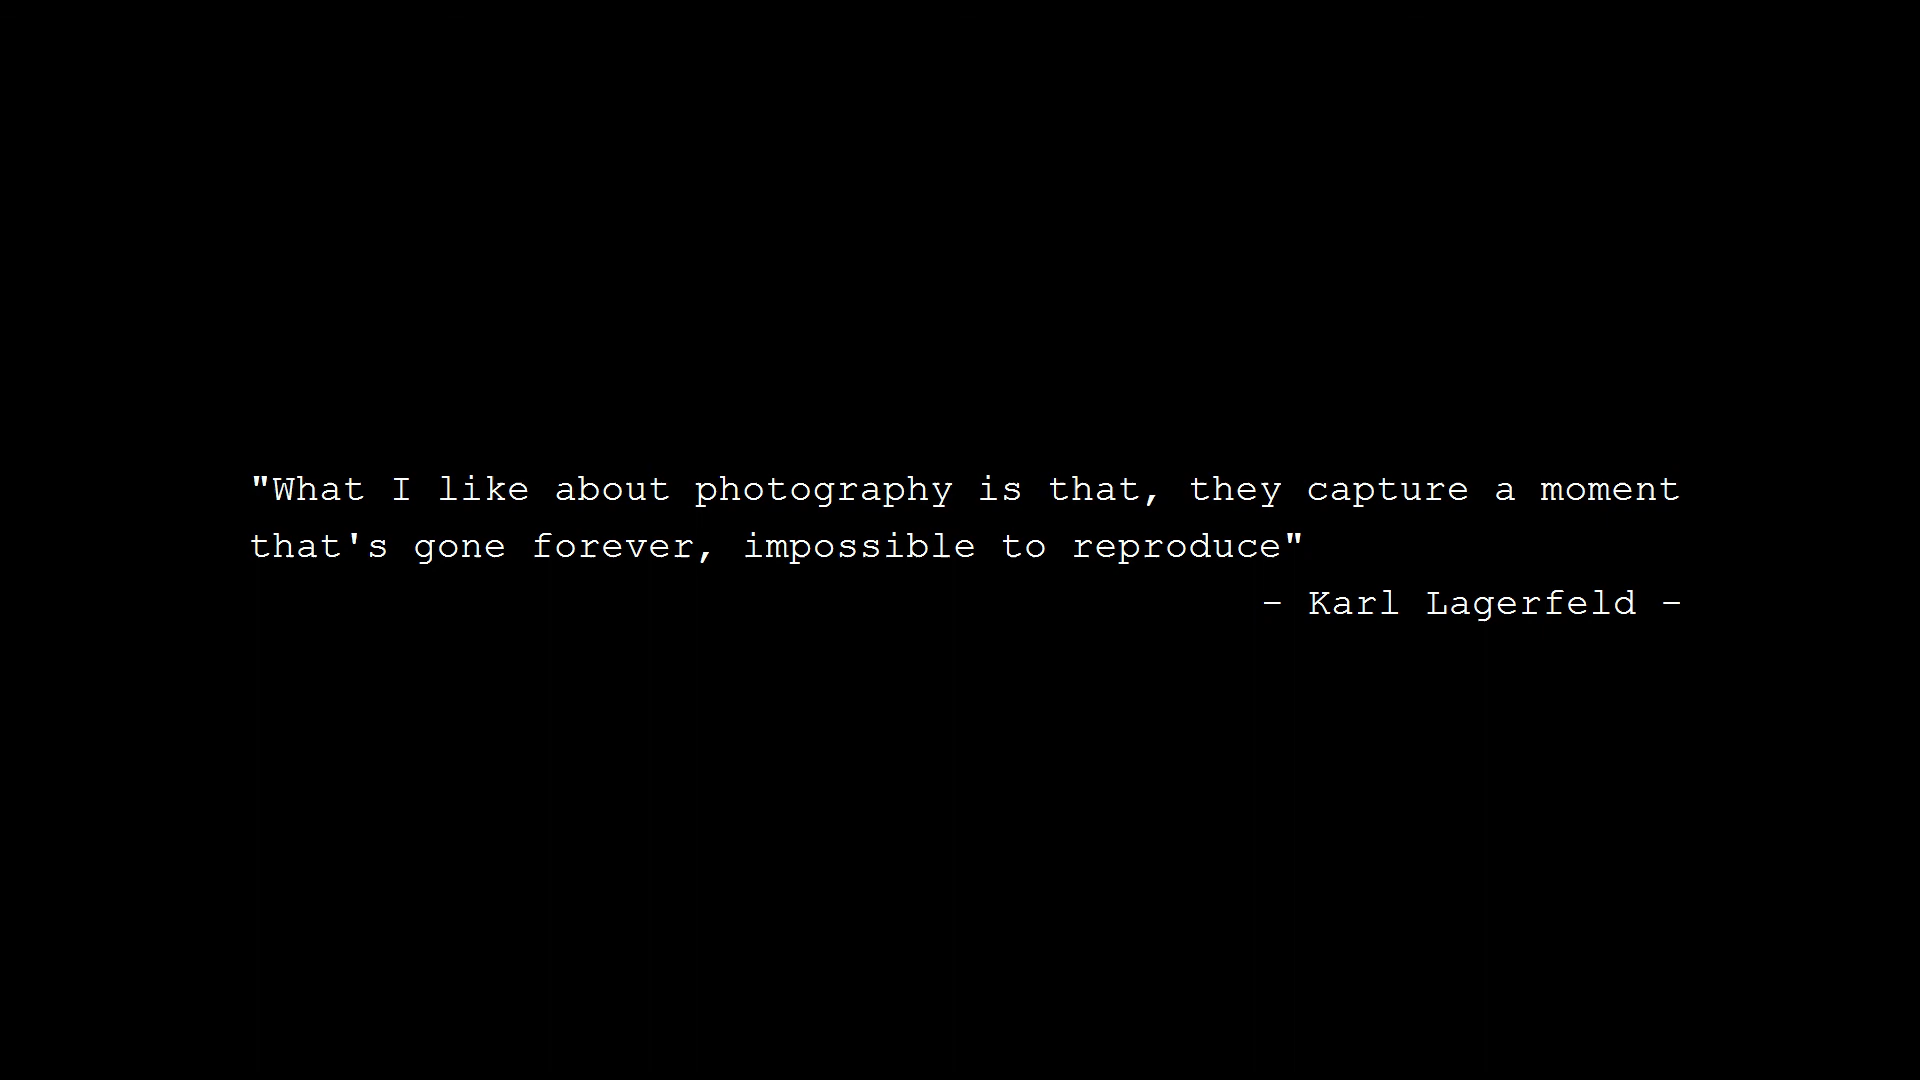 "What I like about photography is that, they capture a moment
that's gone forever, impossible to reproduce"
- Karl Lagerfeld -